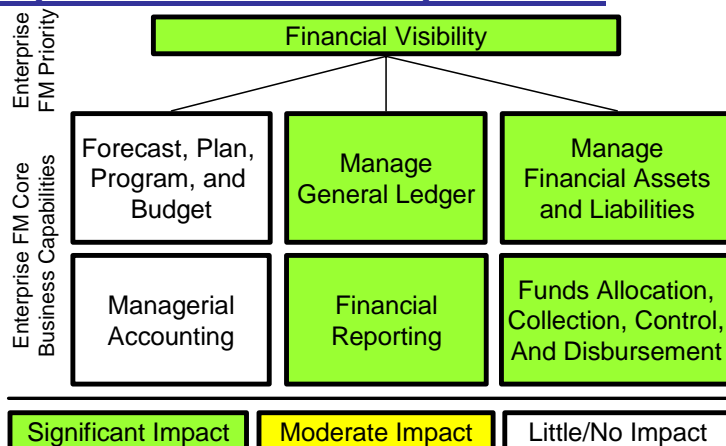 Enterprise
FM Priority
Financial Visibility
Enterprise FM Core
Business Capabilities
Forecast, Plan,
Program, and
Budget
Manage
General Ledger
Manage
Financial Assets
and Liabilities
Managerial
Accounting
Financial
Reporting
Funds Allocation,
Collection, Control,
And Disbursement
Significant Impact
Moderate Impact
Little/No Impact